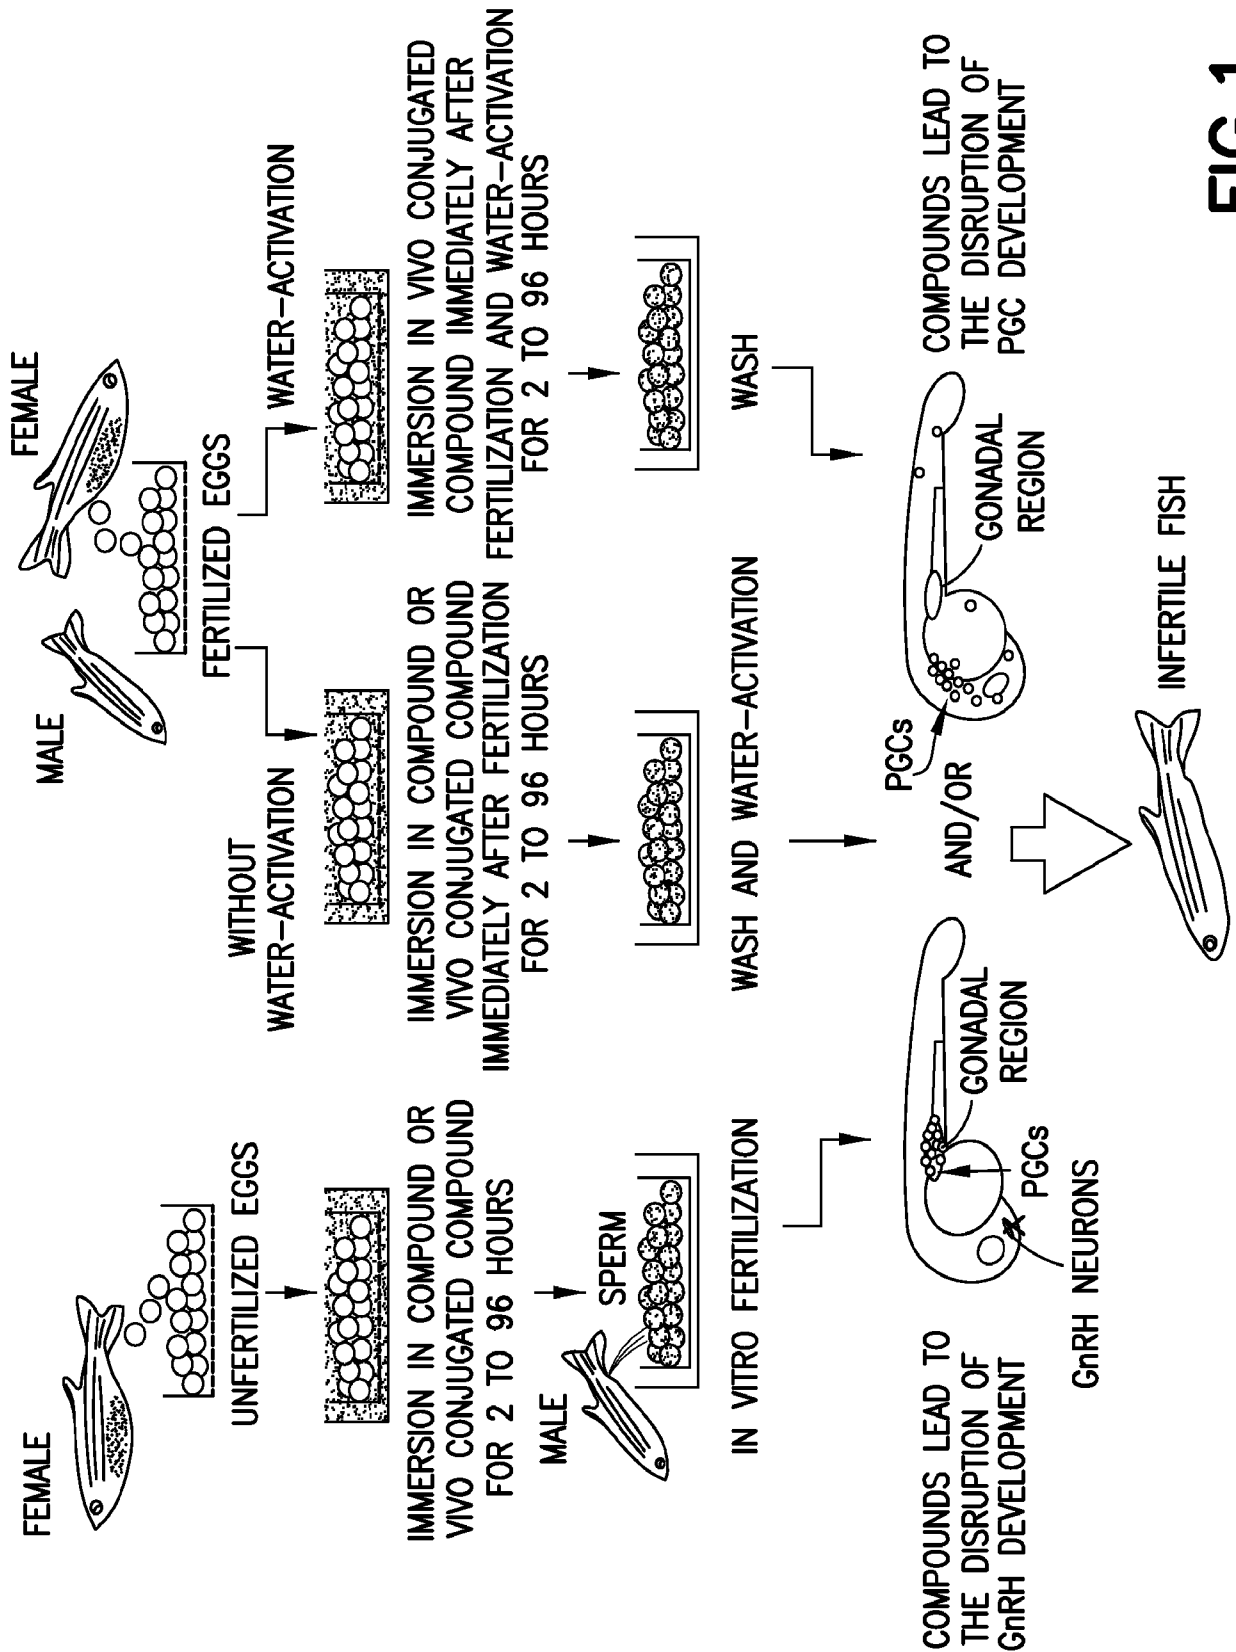 FEMALE
UNFERTILIZED EGGS
IMMERSION IN COMPOUND OR
VIVO CONJUGATED COMPOUND
FOR 2 TO 96 HOURS
MALE
SPERM
IN VITRO FERTILIZATION
MALE
FEMALE
FERTILIZED EGGS
WITHOUT
WATER-ACTIVATION
IMMERSION IN COMPOUND OR
VIVO CONJUGATED COMPOUND
IMMEDIATELY AFTER FERTILIZATION
FOR 2 TO 96 HOURS
WASH AND WATER-ACTIVATION
WATER-ACTIVATION
IMMERSION IN VIVO CONJUGATED
COMPOUND IMMEDIATELY AFTER
FERTILIZATION AND WATER-ACTIVATION
FOR 2 TO 96 HOURS
WASH
COMPOUNDS LEAD TO
THE DISRUPTION OF
GnRH DEVELOPMENT
GnRH NEURONS
PGCs
GONADAL
REGION
AND/OR
PGCs
GONADAL
REGION
COMPOUNDS LEAD TO
THE DISRUPTION OF
PGC DEVELOPMENT
INFERTILE FISH
FIG. 1